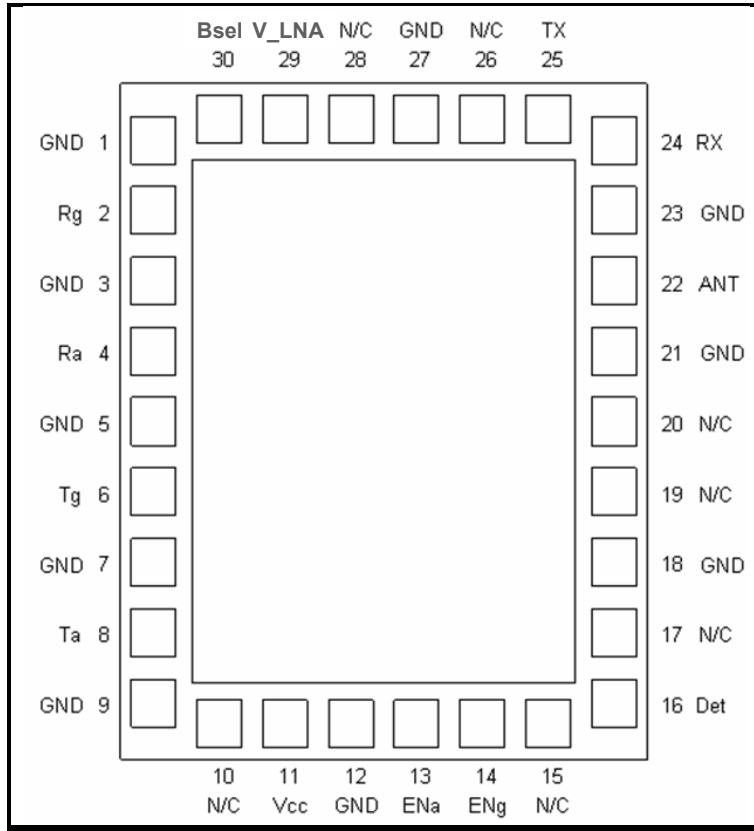 Bsel V_LNA N/C GND N/C TX
30 29 28 27 26 25
GND 1
24 RX
Rg 2
23 GND
GND 3
22 ANT
Ra 4
21 GND
GND 5
20 N/C
Tg 6
19 N/C
GND 7
18 GND
Ta 8
17 N/C
GND 9
16 Det
10 11 12 13 14 15
N/C Vcc GND ENa ENg N/C